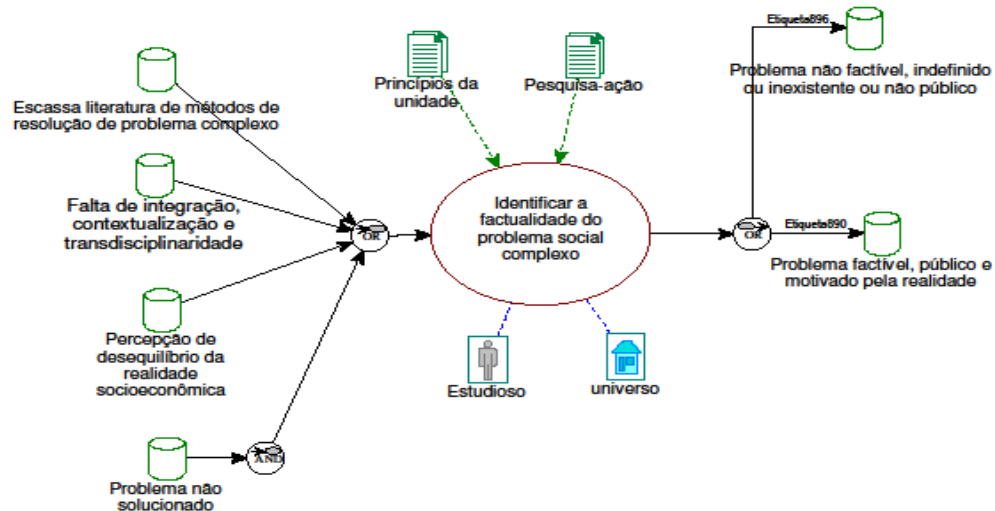 Escassa literatura de métodos de
resolução de problema complexo
Falta de integração,
contextualização e
transdisciplinaridade
Percepção de
desequilíbrio da
realidade
socioeconômica
Problema não
solucionado
AND
OR
Princípios da
unidade
Pesquisa-ação
Identificar a
factualidade do
problema social
complexo
Estudioso
universo
OR
Etiqueta896
Problema não factível, indefinido
ou inexistente ou não público
Etiqueta890
Problema factível, público e
motivado pela realidade